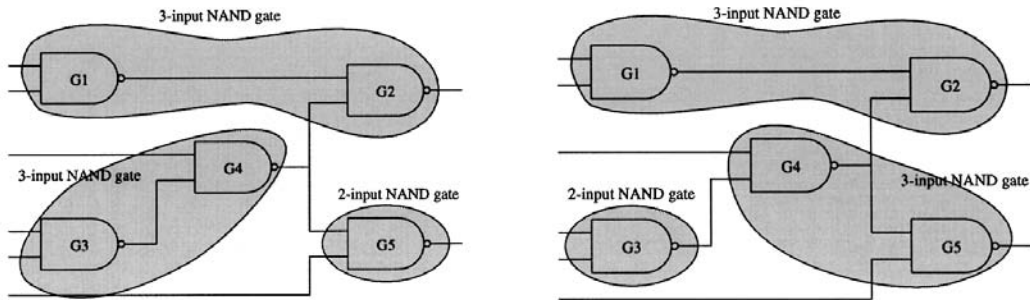 3-input NAND gate
G1
G2
G4
3-input NAND gate
2-input NAND gate
G3
G5
3-input NAND gate
G1
G2
G4
3-input NAND gate
2-input NAND gate
G3
G5